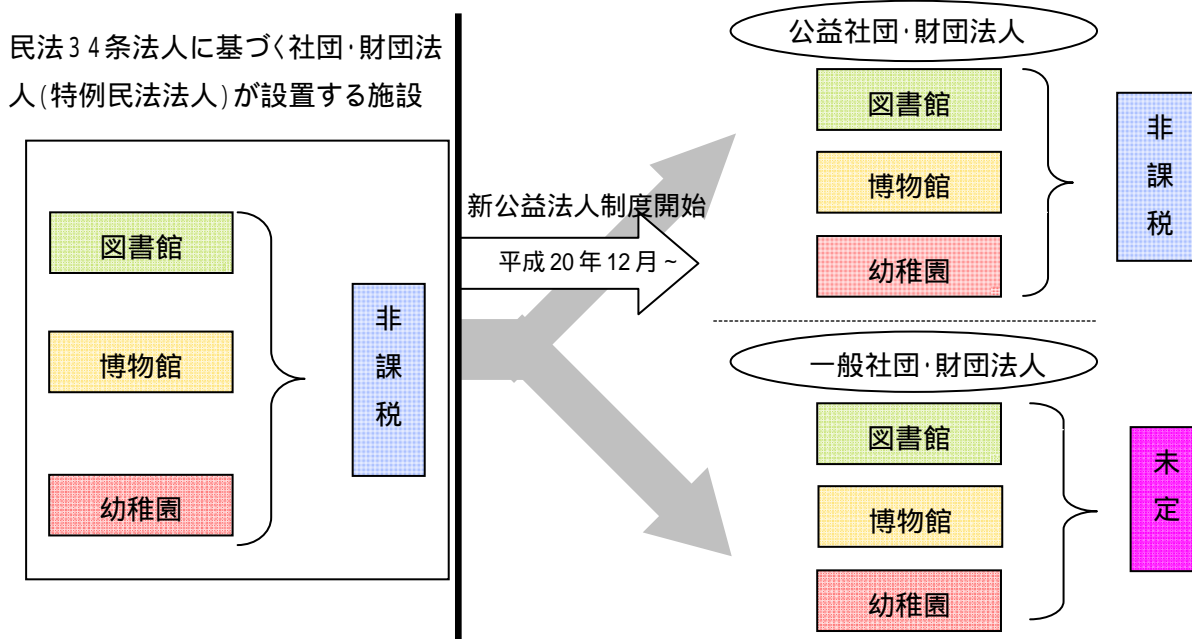 民法34条法人に基づく社団･財団法
人(特例民法法人)が設置する施設
図書館
博物館
幼稚園
非課税
新公益法人制度開始
平成20年12月~
公益社団･財団法人
図書館
博物館
幼稚園
非課税
一般社団･財団法人
図書館
博物館
幼稚園
未定